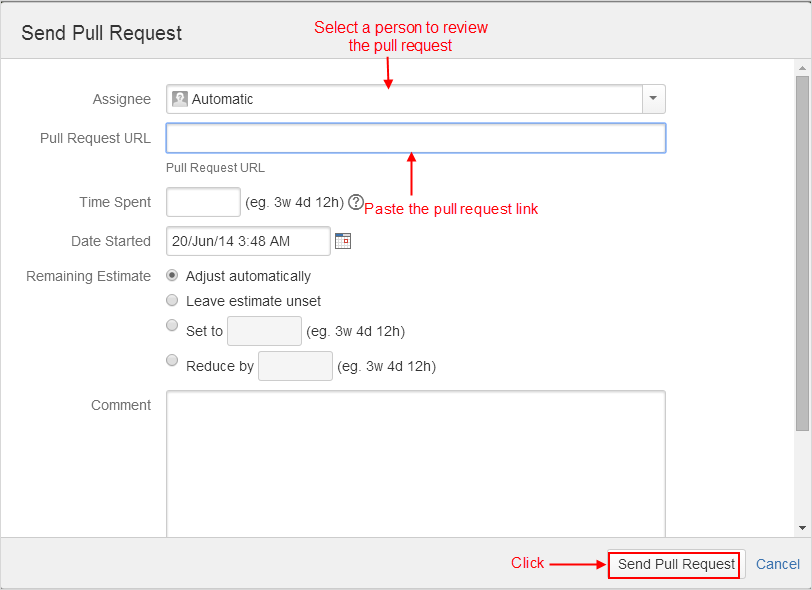 Send Pull Request
Select a person to review
the pull request
Assignee
Automatic
Pull Request URL
Pull Request URL
Time Spent
(eg. 3w 4d 12h)
?
Paste the pull request link
Date Started
20/Jun/14 3:48 AM
Remaining Estimate
Adjust automatically
Leave estimate unset
Set to (eg. 3w 4d 12h)
Reduce by (eg. 3w 4d 12h)
Comment
Click
Send Pull Request
Cancel